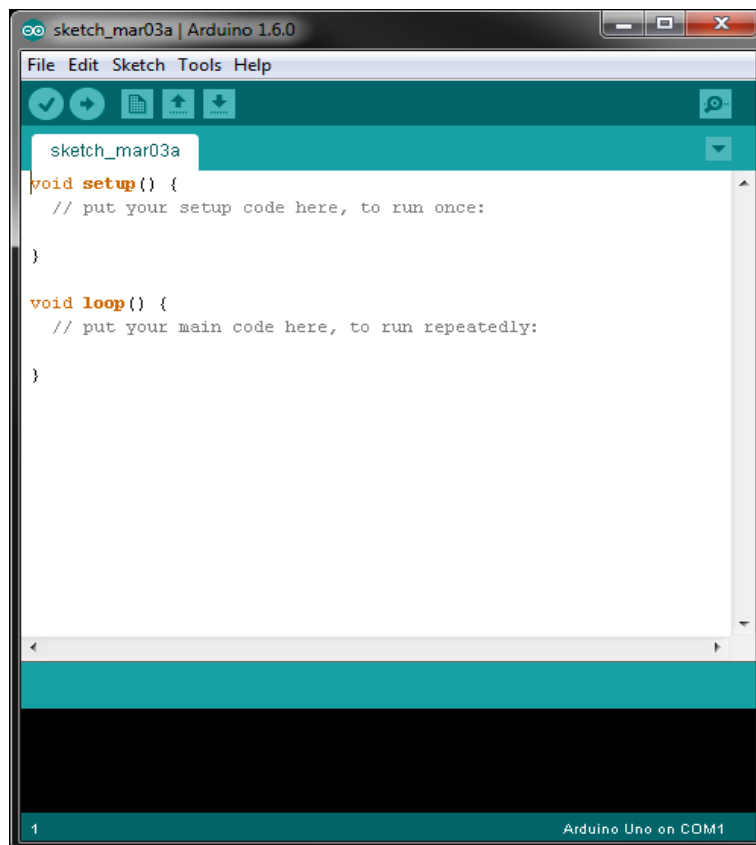 sketch_mar03a | Arduino 1.6.0
File Edit Sketch Tools Help
sketch_mar03a
void setup() {
  // put your setup code here, to run once:
}
void loop() {
  // put your main code here, to run repeatedly:
}
1 Arduino Uno on COM1